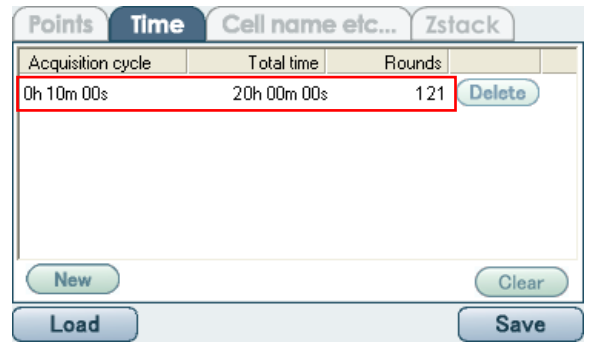 Points Time Cell name etc... Zstack
Acquisition cycle Total time Rounds
0h 10m 00s 20h 00m 00s 121 Delete
New Clear
Load Save